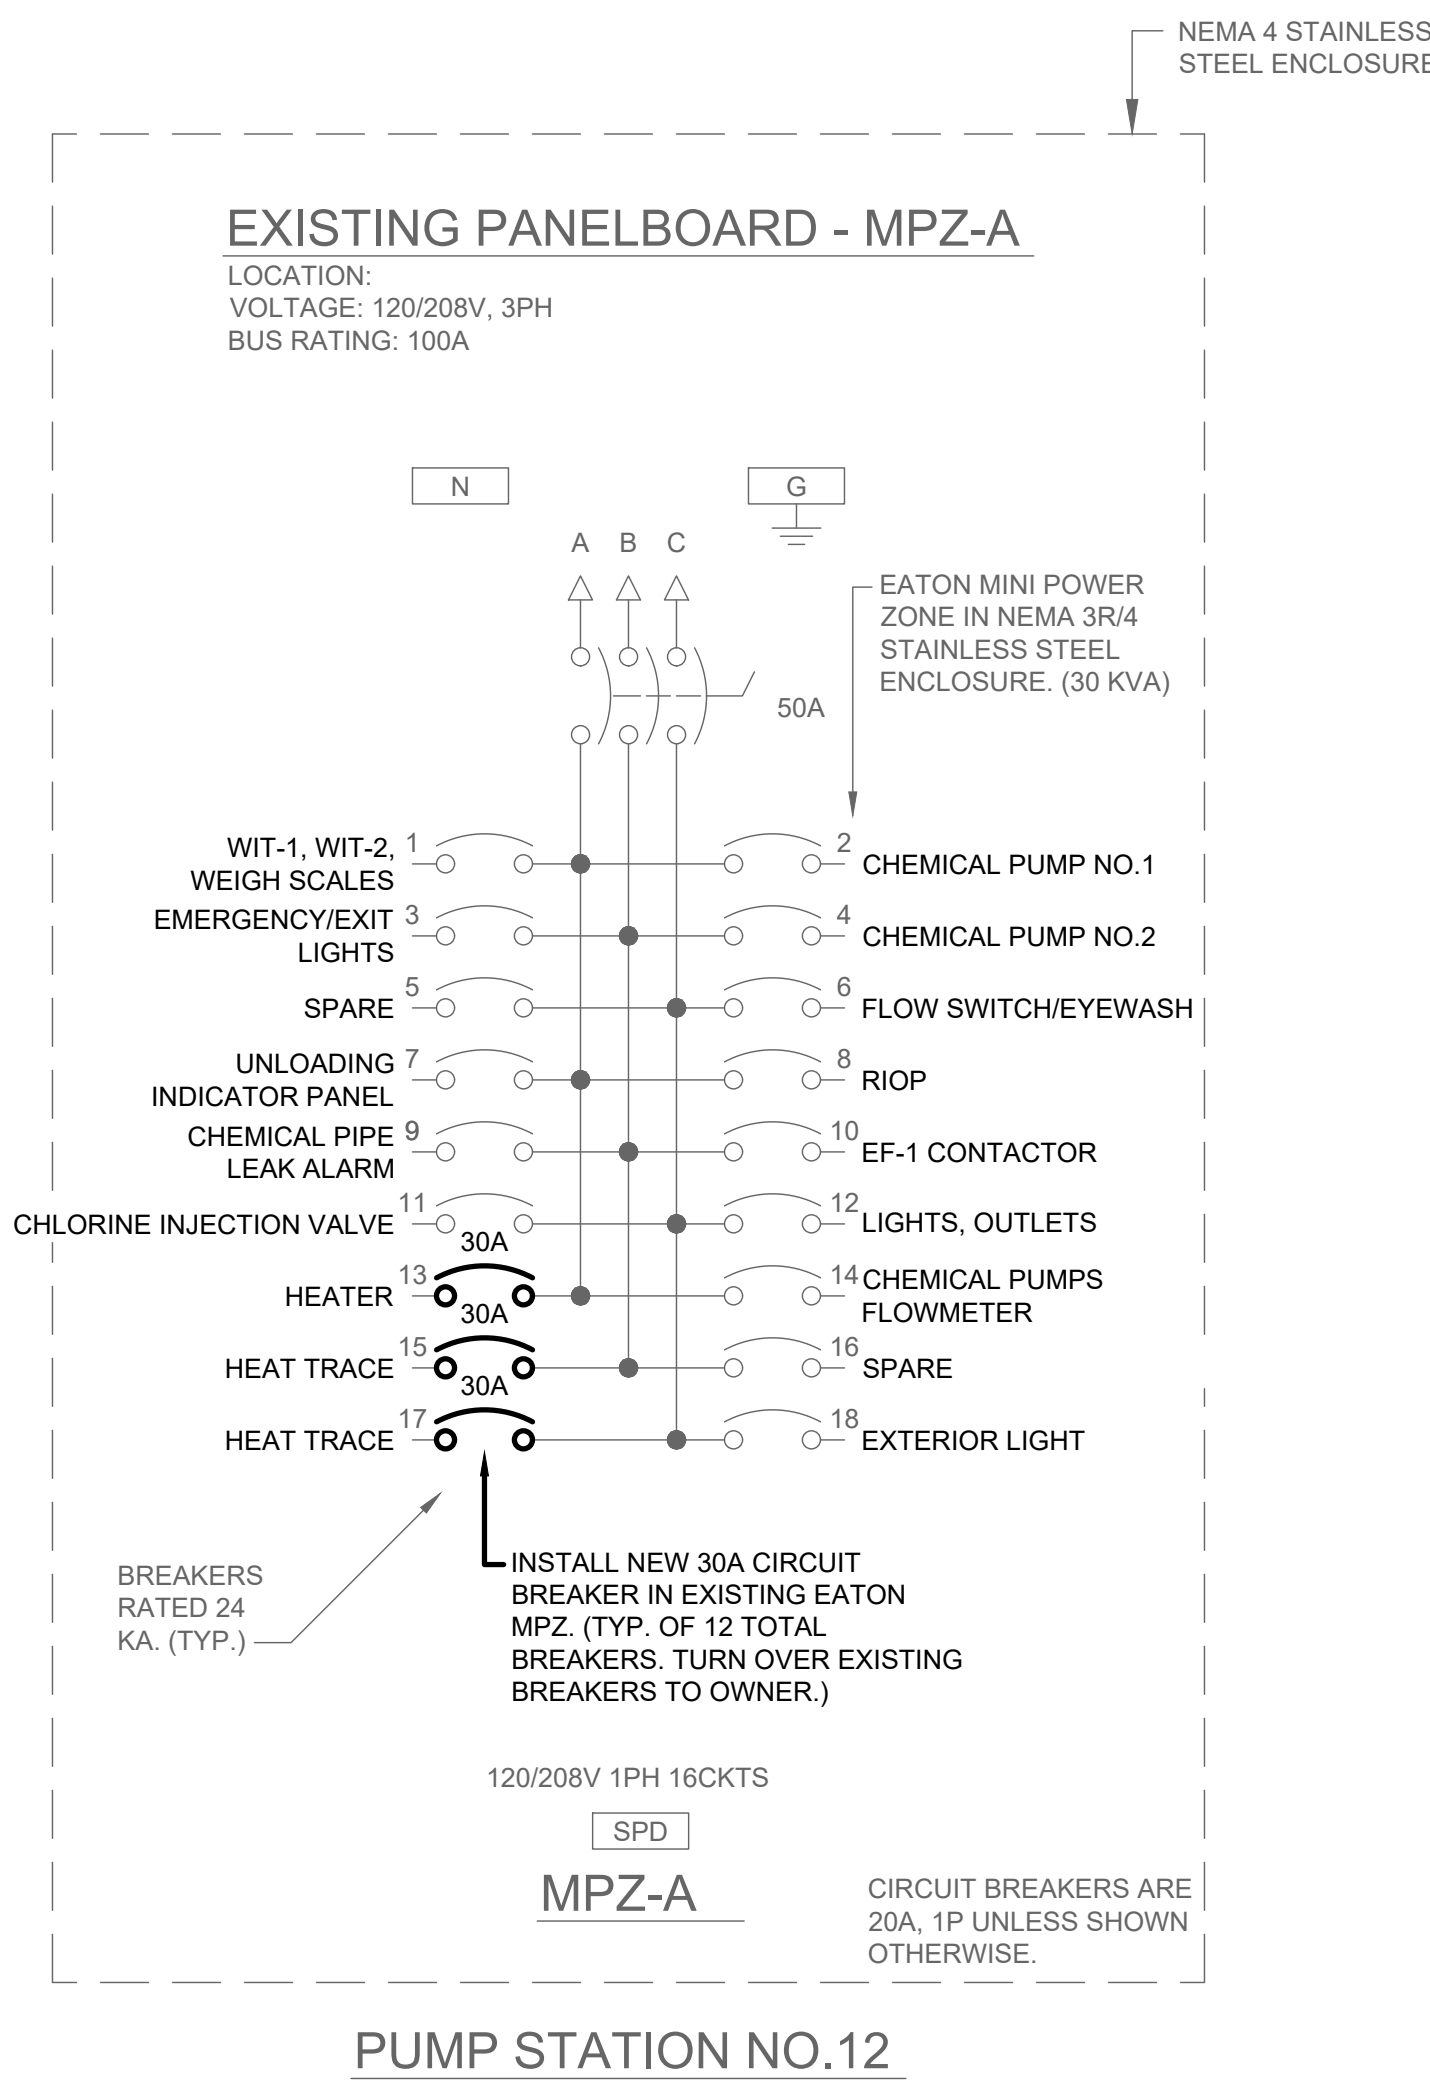 NEMA 4 STAINLESS
STEEL ENCLOSURE
EXISTING PANELBOARD - MPZ-A
LOCATION:
VOLTAGE: 120/208V, 3PH
BUS RATING: 100A
N
G
A B C
EATON MINI POWER
ZONE IN NEMA 3R/4
STAINLESS STEEL
ENCLOSURE. (30 KVA)
50A
WIT-1, WIT-2,
WEIGH SCALES
1
2
CHEMICAL PUMP NO.1
EMERGENCY/EXIT
LIGHTS
3
4
CHEMICAL PUMP NO.2
SPARE
5
6
FLOW SWITCH/EYEWASH
UNLOADING
INDICATOR PANEL
7
8
RIOP
CHEMICAL PIPE
LEAK ALARM
9
10
EF-1 CONTACTOR
CHLORINE INJECTION VALVE
11
12
LIGHTS, OUTLETS
30A
HEATER
13
14
CHEMICAL PUMPS
FLOWMETER
30A
HEAT TRACE
15
16
SPARE
30A
HEAT TRACE
17
18
EXTERIOR LIGHT
BREAKERS
RATED 24
KA. (TYP.)
INSTALL NEW 30A CIRCUIT
BREAKER IN EXISTING EATON
MPZ. (TYP. OF 12 TOTAL
BREAKERS. TURN OVER EXISTING
BREAKERS TO OWNER.)
120/208V 1PH 16CKTS
SPD
MPZ-A
CIRCUIT BREAKERS ARE
20A, 1P UNLESS SHOWN
OTHERWISE.
PUMP STATION NO.12